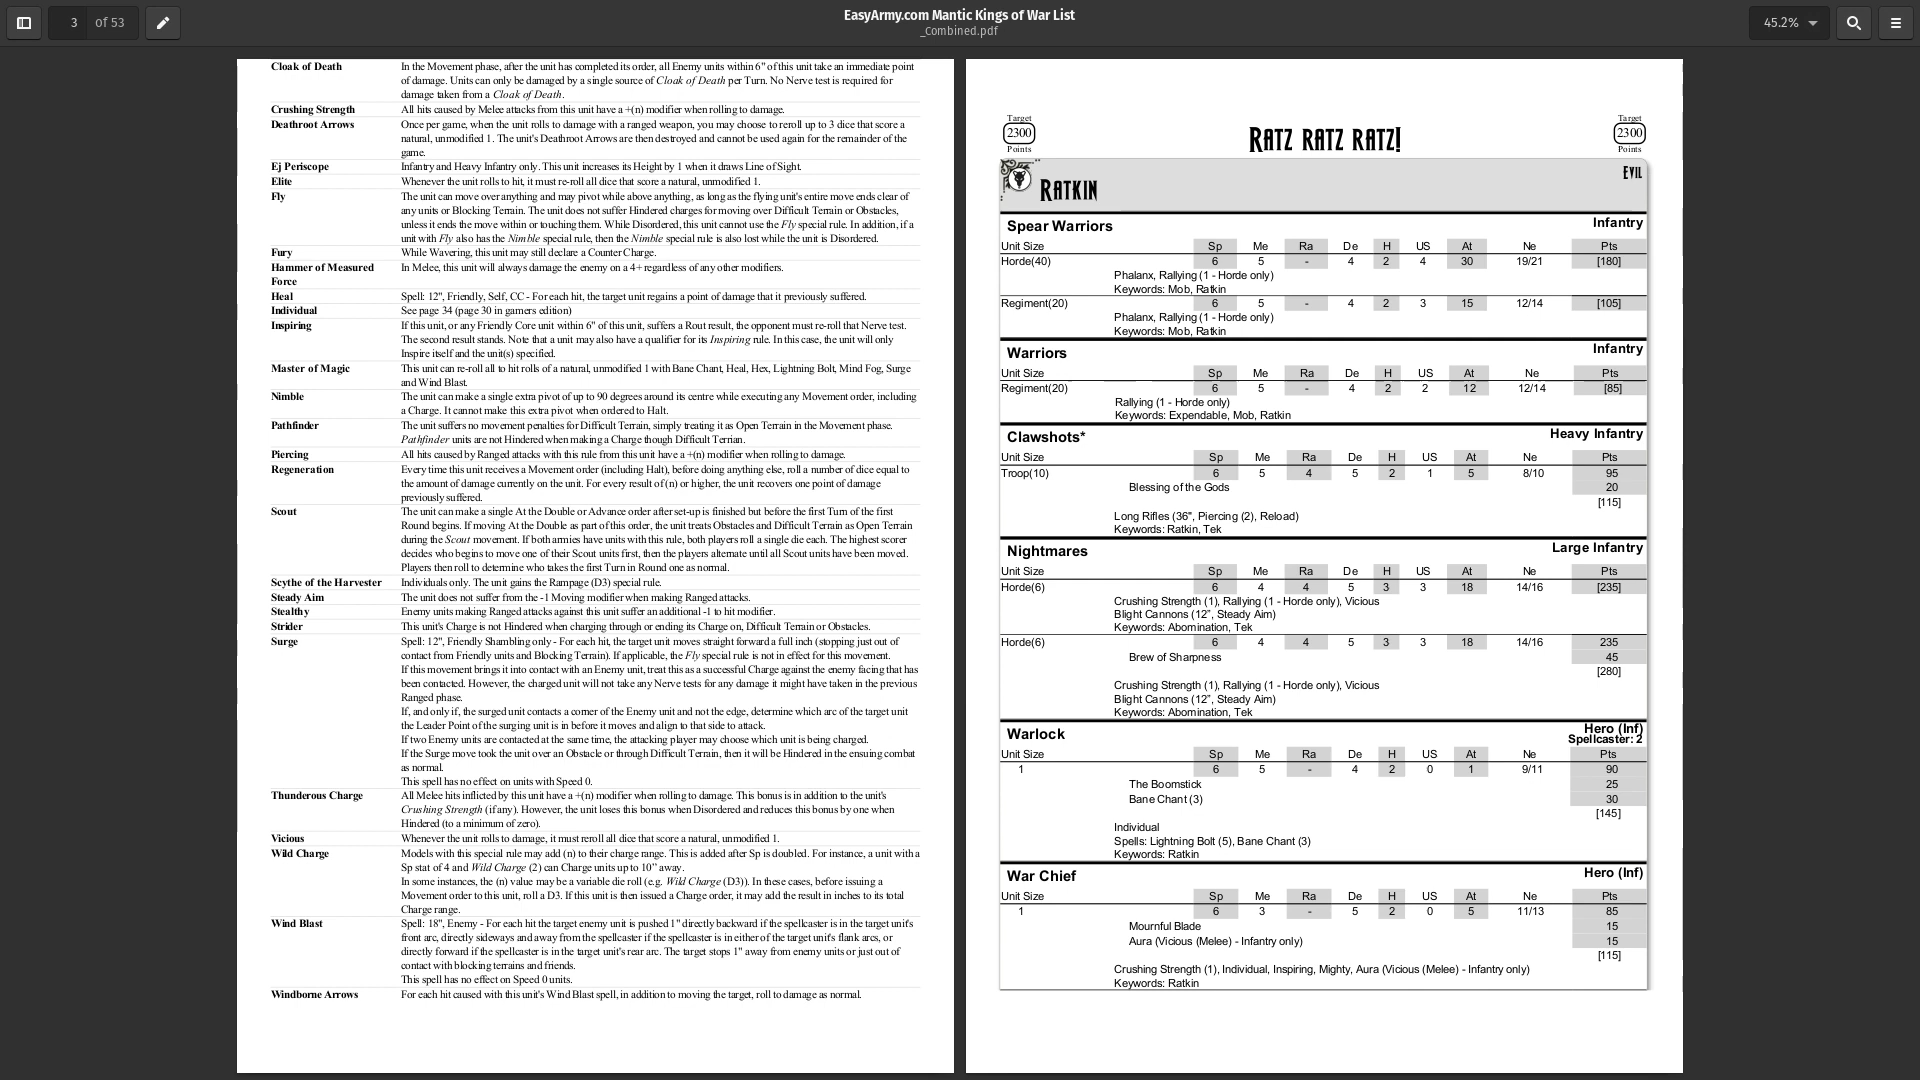 3 of 53
EasyArmy.com Mantic Kings of War List
_Combined.pdf
45.2%
Cloak of Death In the Movement phase, after the unit has completed its order, all Enemy units within 6" of this unit take an immediate point
of damage. Units can only be damaged by a single source of Cloak of Death per Turn. No Nerve test is required for
damage taken from a Cloak of Death.
Crushing Strength All hits caused by Melee attacks from this unit have a +(n) modifier when rolling to damage.
Deathroot Arrows Once per game, when the unit rolls to damage with a ranged weapon, you may choose to reroll up to 3 dice that score a
natural, unmodified 1. The unit's Deathroot Arrows are then destroyed and cannot be used again for the remainder of the
game.
Ej Periscope Infantry and Heavy Infantry only. This unit increases its Height by 1 when it draws Line of Sight.
Elite Whenever the unit rolls to hit, it must re-roll all dice that score a natural, unmodified 1.
Fly The unit can move over anything and may pivot while above anything, as long as the flying unit's entire move ends clear of
any units or Blocking Terrain. The unit does not suffer Hindered charges for moving over Difficult Terrain or Obstacles,
unless it ends the move within or touching them. While Disordered, this unit cannot use the Fly special rule. In addition, if a
unit with Fly also has the Nimble special rule, then the Nimble special rule is also lost while the unit is Disordered.
Fury While Wavering, this unit may still declare a Counter Charge.
Hammer of Measured In Melee, this unit will always damage the enemy on a 4+ regardless of any other modifiers.
Force
Heal Spell: 12", Friendly, Self, CC - For each hit, the target unit regains a point of damage that it previously suffered.
Individual See page 34 (page 30 in gamers edition)
Inspiring If this unit, or any Friendly Core unit within 6" of this unit, suffers a Rout result, the opponent must re-roll that Nerve test.
The second result stands. Note that a unit may also have a qualifier for its Inspiring rule. In this case, the unit will only
Inspire itself and the unit(s) specified.
Master of Magic This unit can re-roll all to hit rolls of a natural, unmodified 1 with Bane Chant, Heal, Hex, Lightning Bolt, Mind Fog, Surge
and Wind Blast.
Nimble The unit can make a single extra pivot of up to 90 degrees around its centre while executing any Movement order, including
a Charge. It cannot make this extra pivot when ordered to Halt.
Pathfinder The unit suffers no movement penalties for Difficult Terrain, simply treating it as Open Terrain in the Movement phase.
Pathfinder units are not Hindered when making a Charge though Difficult Terrian.
Piercing All hits caused by Ranged attacks with this rule from this unit have a +(n) modifier when rolling to damage.
Regeneration Every time this unit receives a Movement order (including Halt), before doing anything else, roll a number of dice equal to
the amount of damage currently on the unit. For every result of (n) or higher, the unit recovers one point of damage
previously suffered.
Scout The unit can make a single At the Double or Advance order after set-up is finished but before the first Turn of the first
Round begins. If moving At the Double as part of this order, the unit treats Obstacles and Difficult Terrain as Open Terrain
during the Scout movement. If both armies have units with this rule, both players roll a single die each. The highest scorer
decides who begins to move one of their Scout units first, then the players alternate until all Scout units have been moved.
Players then roll to determine who takes the first Turn in Round one as normal.
Scythe of the Harvester Individuals only. The unit gains the Rampage (D3) special rule.
Steady Aim The unit does not suffer from the -1 Moving modifier when making Ranged attacks.
Stealthy Enemy units making Ranged attacks against this unit suffer an additional -1 to hit modifier.
Strider This unit's Charge is not Hindered when charging through or ending its Charge on, Difficult Terrain or Obstacles.
Surge Spell: 12", Friendly Shambling only - For each hit, the target unit moves straight forward a full inch (stopping just out of
contact from Friendly units and Blocking Terrain). If applicable, the Fly special rule is not in effect for this movement.
If this movement brings it into contact with an Enemy unit, treat this as a successful Charge against the enemy facing that has
been contacted. However, the charged unit will not take any Nerve tests for any damage it might have taken in the previous
Ranged phase.
If, and only if, the surged unit contacts a corner of the Enemy unit and not the edge, determine which arc of the target unit
the Leader Point of the surging unit is in before it moves and align to that side to attack.
If two Enemy units are contacted at the same time, the attacking player may choose which unit is being charged.
If the Surge move took the unit over an Obstacle or through Difficult Terrain, then it will be Hindered in the ensuing combat
as normal.
This spell has no effect on units with Speed 0.
Thunderous Charge All Melee hits inflicted by this unit have a +(n) modifier when rolling to damage. This bonus is in addition to the unit's
Crushing Strength (if any). However, the unit loses this bonus when Disordered and reduces this bonus by one when
Hindered (to a minimum of zero).
Vicious Whenever the unit rolls to damage, it must reroll all dice that score a natural, unmodified 1.
Wild Charge Models with this special rule may add (n) to their charge range. This is added after Sp is doubled. For instance, a unit with a
Sp stat of 4 and Wild Charge (2) can Charge units up to 10" away.
In some instances, the (n) value may be a variable die roll (e.g. Wild Charge (D3)). In these cases, before issuing a
Movement order to this unit, roll a D3. If this unit is then issued a Charge order, it may add the result in inches to its total
Charge range.
Wind Blast Spell: 18", Enemy - For each hit the target enemy unit is pushed 1" directly backward if the spellcaster is in the target unit's
front arc, directly sideways and away from the spellcaster if the spellcaster is in either of the target unit's flank arcs, or
directly forward if the spellcaster is in the target unit's rear arc. The target stops 1" away from enemy units or just out of
contact with blocking terrains and friends.
This spell has no effect on Speed 0 units.
Windborne Arrows For each hit caused with this unit's Wind Blast spell, in addition to moving the target, roll to damage as normal.
Target
2300
Points
RATZ RATZ RATZ!
Target
2300
Points
RATKIN EVIL
Spear Warriors Infantry
Unit Size Sp Me Ra De H US At Ne Pts
Horde(40) 6 5 - 4 2 4 30 19/21 [180]
Phalanx, Rallying (1 - Horde only)
Keywords: Mob, Ratkin
Regiment(20) 6 5 - 4 2 3 15 12/14 [105]
Phalanx, Rallying (1 - Horde only)
Keywords: Mob, Ratkin
Warriors Infantry
Unit Size Sp Me Ra De H US At Ne Pts
Regiment(20) 6 5 - 4 2 2 12 12/14 [85]
Rallying (1 - Horde only)
Keywords: Expendable, Mob, Ratkin
Clawshots* Heavy Infantry
Unit Size Sp Me Ra De H US At Ne Pts
Troop(10) 6 5 4 5 2 1 5 8/10 95
Blessing of the Gods 20
[115]
Long Rifles (36", Piercing (2), Reload)
Keywords: Ratkin, Tek
Nightmares Large Infantry
Unit Size Sp Me Ra De H US At Ne Pts
Horde(6) 6 4 4 5 3 3 18 14/16 [235]
Crushing Strength (1), Rallying (1 - Horde only), Vicious
Blight Cannons (12", Steady Aim)
Keywords: Abomination, Tek
Horde(6) 6 4 4 5 3 3 18 14/16 235
Brew of Sharpness 45
[280]
Crushing Strength (1), Rallying (1 - Horde only), Vicious
Blight Cannons (12", Steady Aim)
Keywords: Abomination, Tek
Warlock Hero (Inf)
Spellcaster: 2
Unit Size Sp Me Ra De H US At Ne Pts
1 6 5 - 4 2 0 1 9/11 90
The Boomstick 25
Bane Chant (3) 30
[145]
Individual
Spells: Lightning Bolt (5), Bane Chant (3)
Keywords: Ratkin
War Chief Hero (Inf)
Unit Size Sp Me Ra De H US At Ne Pts
1 6 3 - 5 2 0 5 11/13 85
Mournful Blade 15
Aura (Vicious (Melee) - Infantry only) 15
[115]
Crushing Strength (1), Individual, Inspiring, Mighty, Aura (Vicious (Melee) - Infantry only)
Keywords: Ratkin